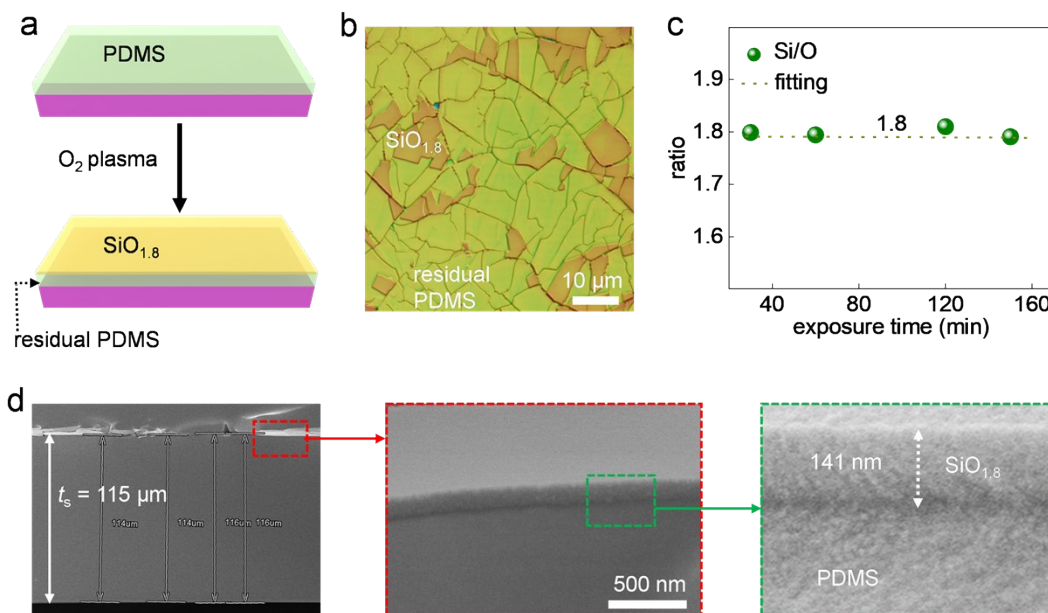 a
PDMS
O₂ plasma
SiO₁.₈
residual PDMS
b
SiO₁.₈
residual
PDMS
10 µm
c
Si/O
fitting
1.8
1.9
1.8
1.7
1.6
ratio
40
80
120
160
exposure time (min)
d
tₛ = 115 µm
114um
114um
116um
116um
500 nm
141 nm
SiO₁.₈
PDMS